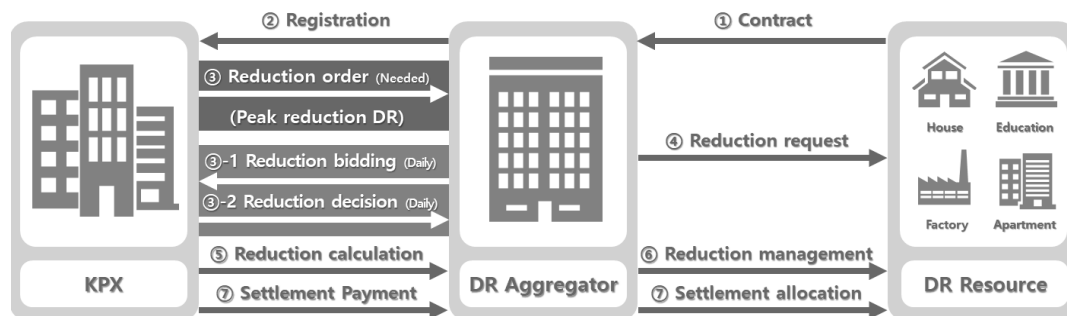 ② Registration
① Contract
③ Reduction order (Needed)
(Peak reduction DR)
③-1 Reduction bidding (Daily)
③-2 Reduction decision (Daily)
④ Reduction request
House
Education
Factory
Apartment
⑤ Reduction calculation
⑥ Reduction management
KPX
DR Aggregator
DR Resource
⑦ Settlement Payment
⑦ Settlement allocation